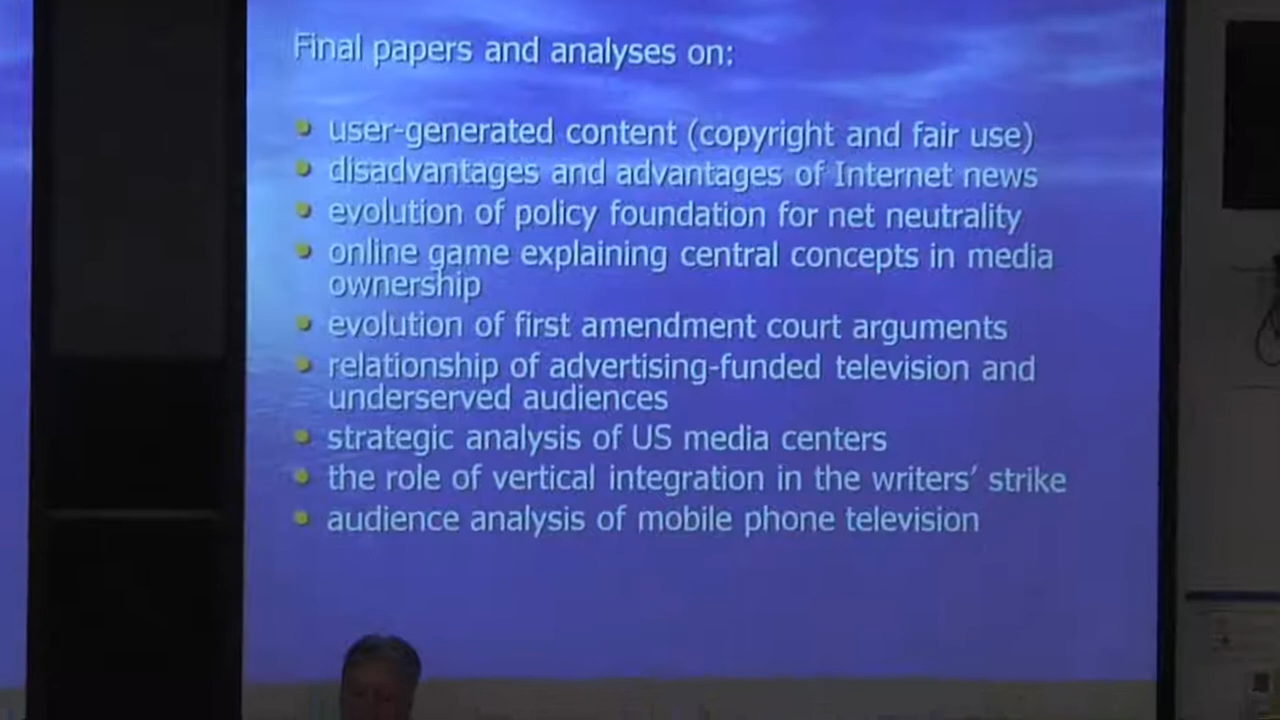 Final papers and analyses on:
user-generated content (copyright and fair use)
disadvantages and advantages of Internet news
evolution of policy foundation for net neutrality
online game explaining central concepts in media
ownership
evolution of first amendment court arguments
relationship of advertising-funded television and
underserved audiences
strategic analysis of US media centers
the role of vertical integration in the writers' strike
audience analysis of mobile phone television